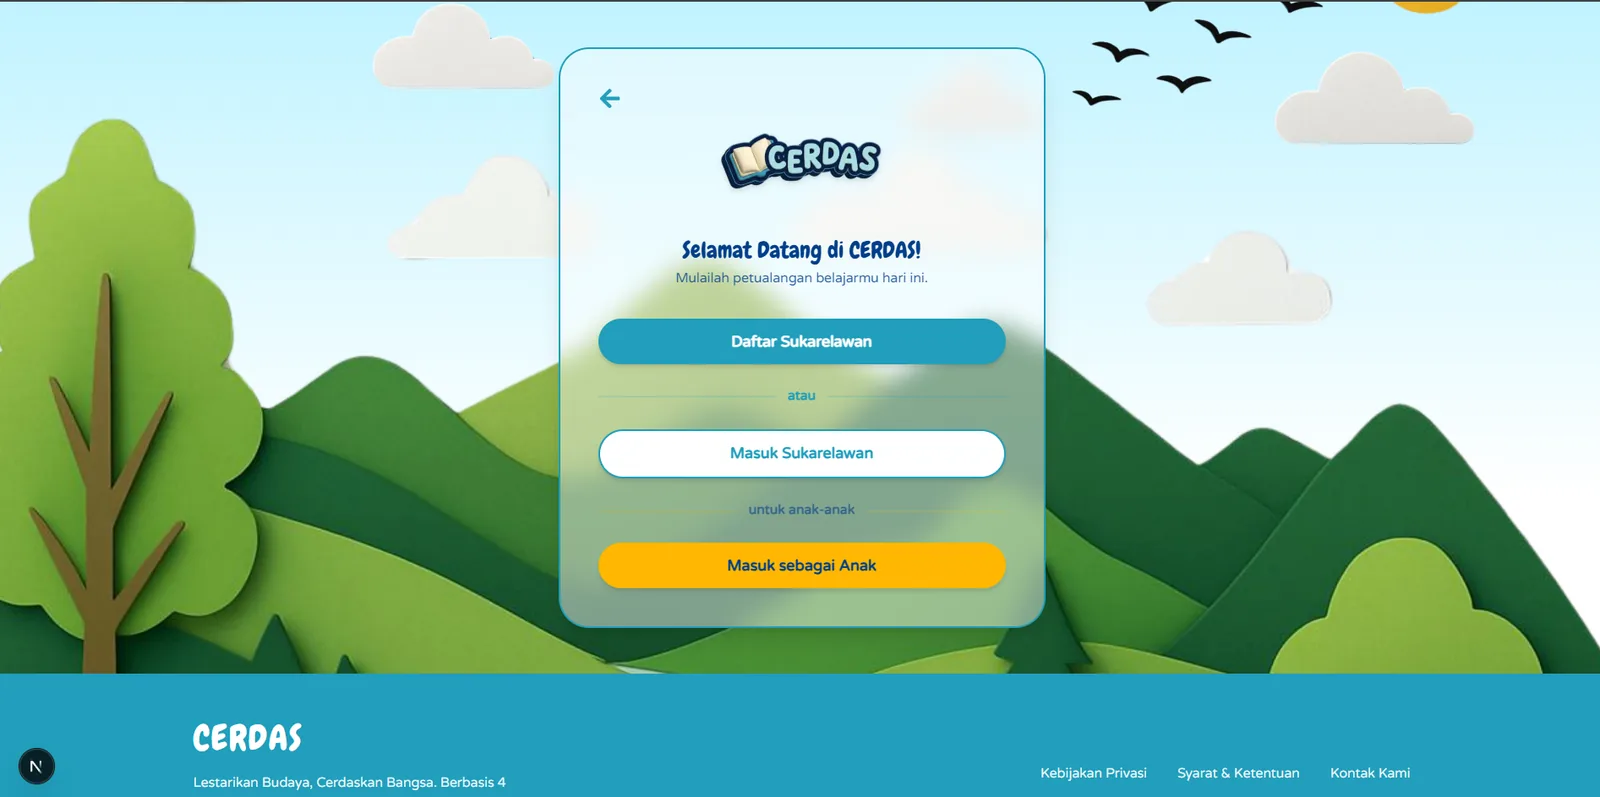 CERDAS
Selamat Datang di CERDAS!
Mulailah petualangan belajarmu hari ini.
Daftar Sukarelawan
atau
Masuk Sukarelawan
untuk anak-anak
Masuk sebagai Anak
CERDAS
Lestarikan Budaya, Cerdaskan Bangsa. Berbasis 4
Kebijakan Privasi
Syarat & Ketentuan
Kontak Kami
N